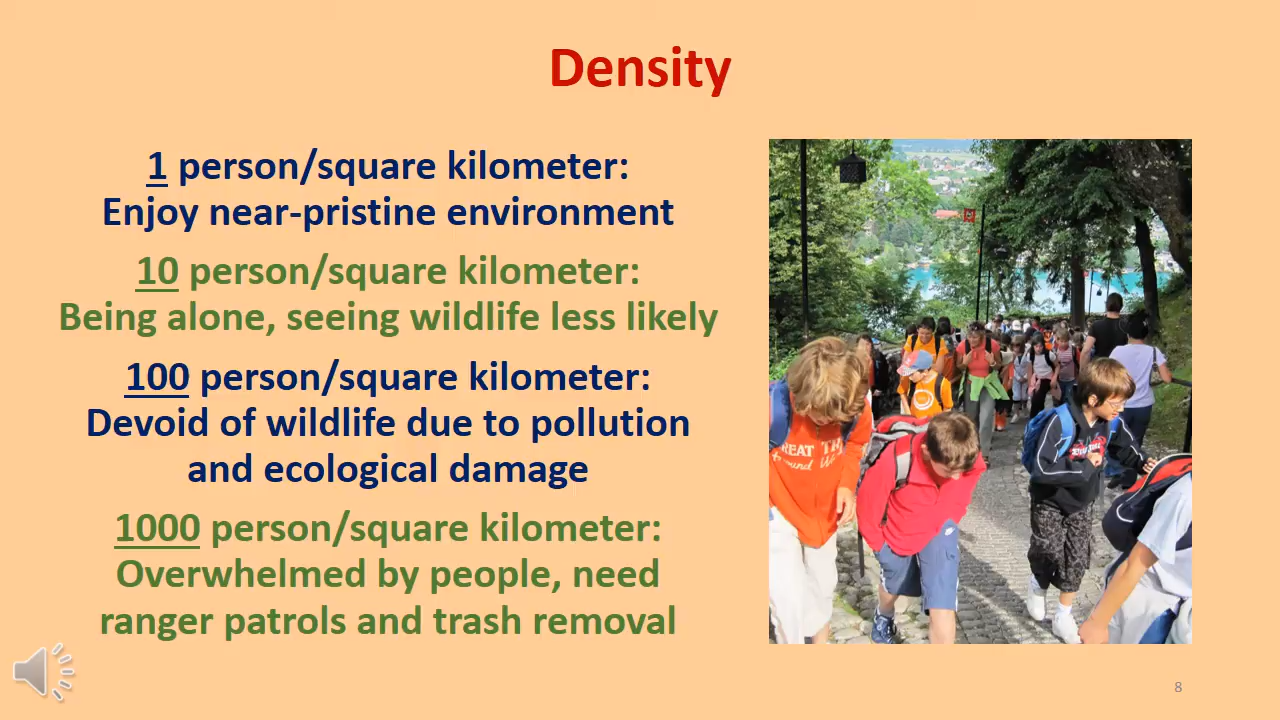 Density
1 person/square kilometer:
Enjoy near-pristine environment
10 person/square kilometer:
Being alone, seeing wildlife less likely
100 person/square kilometer:
Devoid of wildlife due to pollution
and ecological damage
1000 person/square kilometer:
Overwhelmed by people, need
ranger patrols and trash removal
8